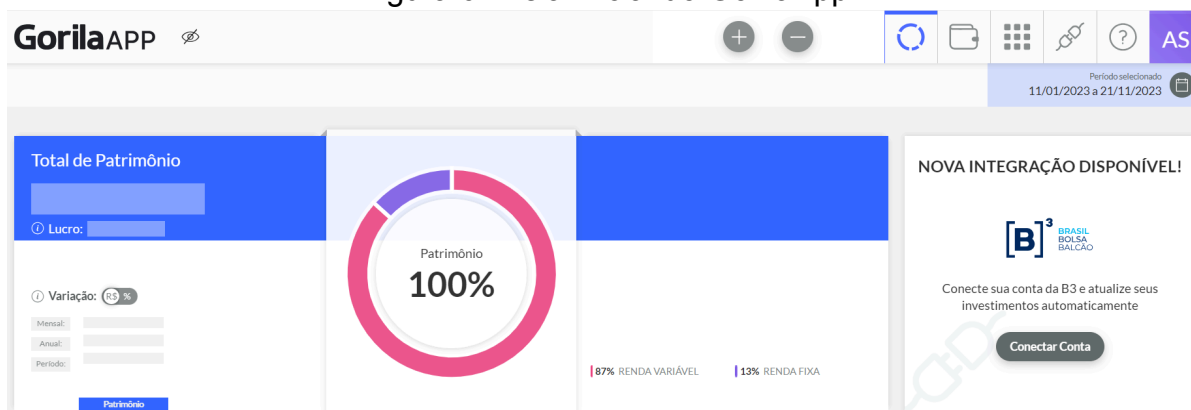 GorilaAPP
AS
Período selecionado
11/01/2023 a 21/11/2023
Total de Patrimônio
Lucro:
Variação: R$ %
Mensal:
Anual:
Período:
Patrimônio
Patrimônio
100%
87% RENDA VARIÁVEL
13% RENDA FIXA
NOVA INTEGRAÇÃO DISPONÍVEL!
[B]³ BRASIL
BOLSA
BALCÃO
Conecte sua conta da B3 e atualize seus
investimentos automaticamente
Conectar Conta